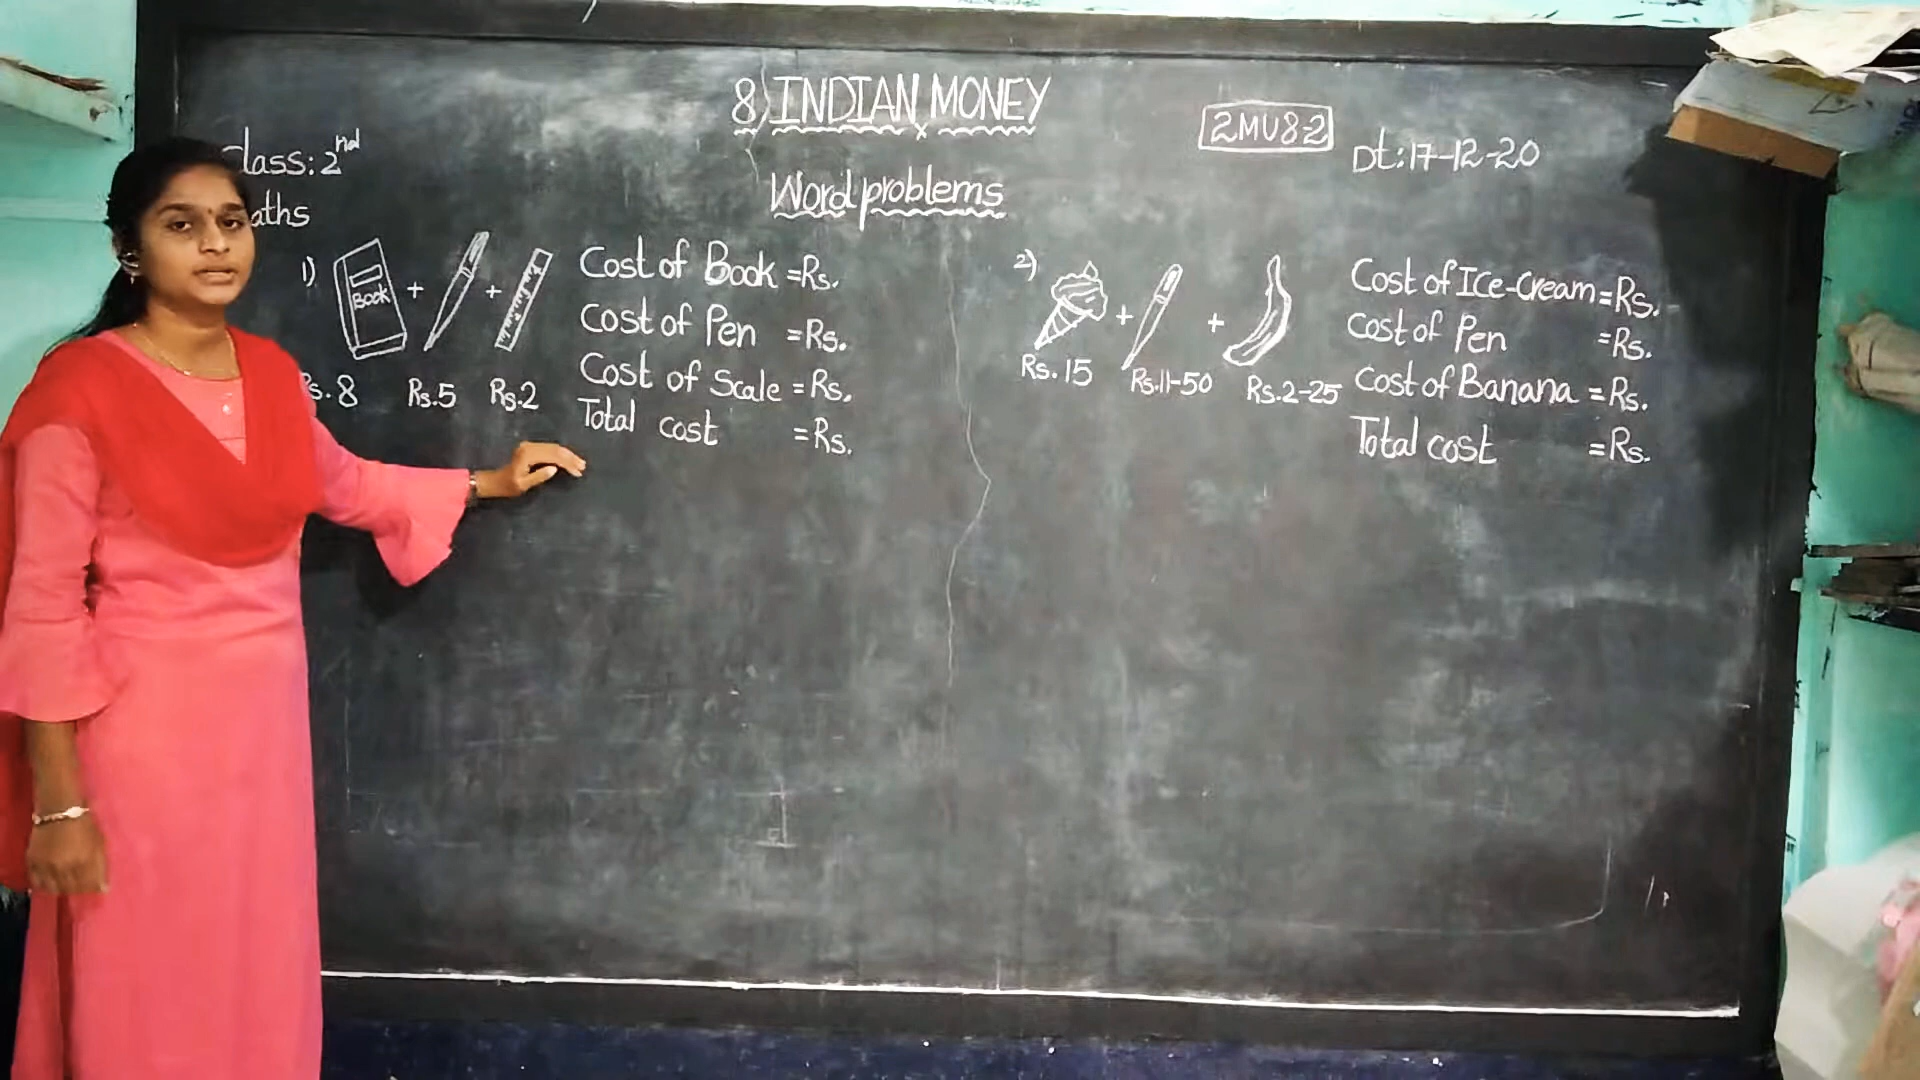 8) INDIAN MONEY
2MU8-2
Dt:17-12-20
Class: 2nd
Maths
Word problems
1)
Book + +
Rs. 8 Rs.5 Rs.2
Cost of Book =Rs.
Cost of Pen =Rs.
Cost of Scale =Rs.
Total cost =Rs.
2)
+ +
Rs. 15 Rs.11-50 Rs.2-25
Cost of Ice-cream=Rs.
Cost of Pen =Rs.
Cost of Banana =Rs.
Total cost =Rs.